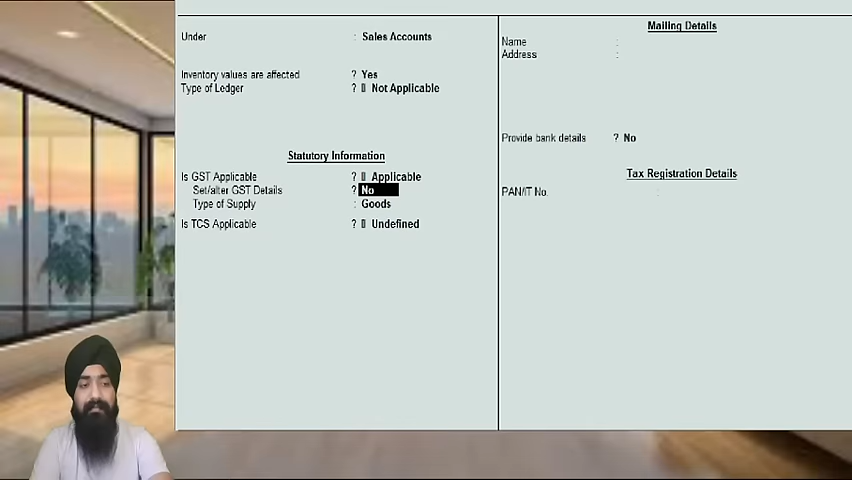 Under : Sales Accounts
Inventory values are affected ? Yes
Type of Ledger ? Not Applicable
Statutory Information
Is GST Applicable ? Applicable
Set/alter GST Details ? No
Type of Supply : Goods
Is TCS Applicable ? Undefined
Mailing Details
Name :
Address :
Provide bank details ? No
Tax Registration Details
PAN/IT No. :